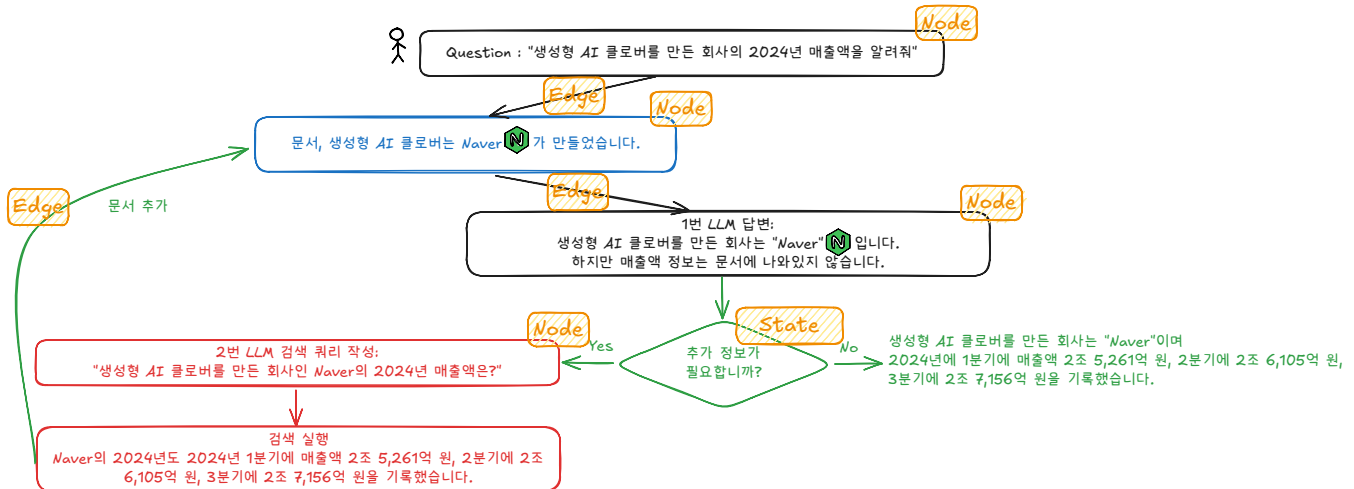 Node
Question : "생성형 AI 클로버를 만든 회사의 2024년 매출액을 알려줘"
Edge
Node
문서, 생성형 AI 클로버는 Naver N 가 만들었습니다.
Edge
Node
Edge
문서 추가
1번 LLM 답변:
생성형 AI 클로버를 만든 회사는 "Naver" N 입니다.
하지만 매출액 정보는 문서에 나와있지 않습니다.
State
Node
Yes
추가 정보가
필요합니까?
No
생성형 AI 클로버를 만든 회사는 "Naver"이며
2024년에 1분기에 매출액 2조 5,261억 원, 2분기에 2조 6,105억 원,
3분기에 2조 7,156억 원을 기록했습니다.
2번 LLM 검색 쿼리 작성:
"생성형 AI 클로버를 만든 회사인 Naver의 2024년 매출액은?"
검색 실행
Naver의 2024년도 2024년 1분기에 매출액 2조 5,261억 원, 2분기에 2조
6,105억 원, 3분기에 2조 7,156억 원을 기록했습니다.